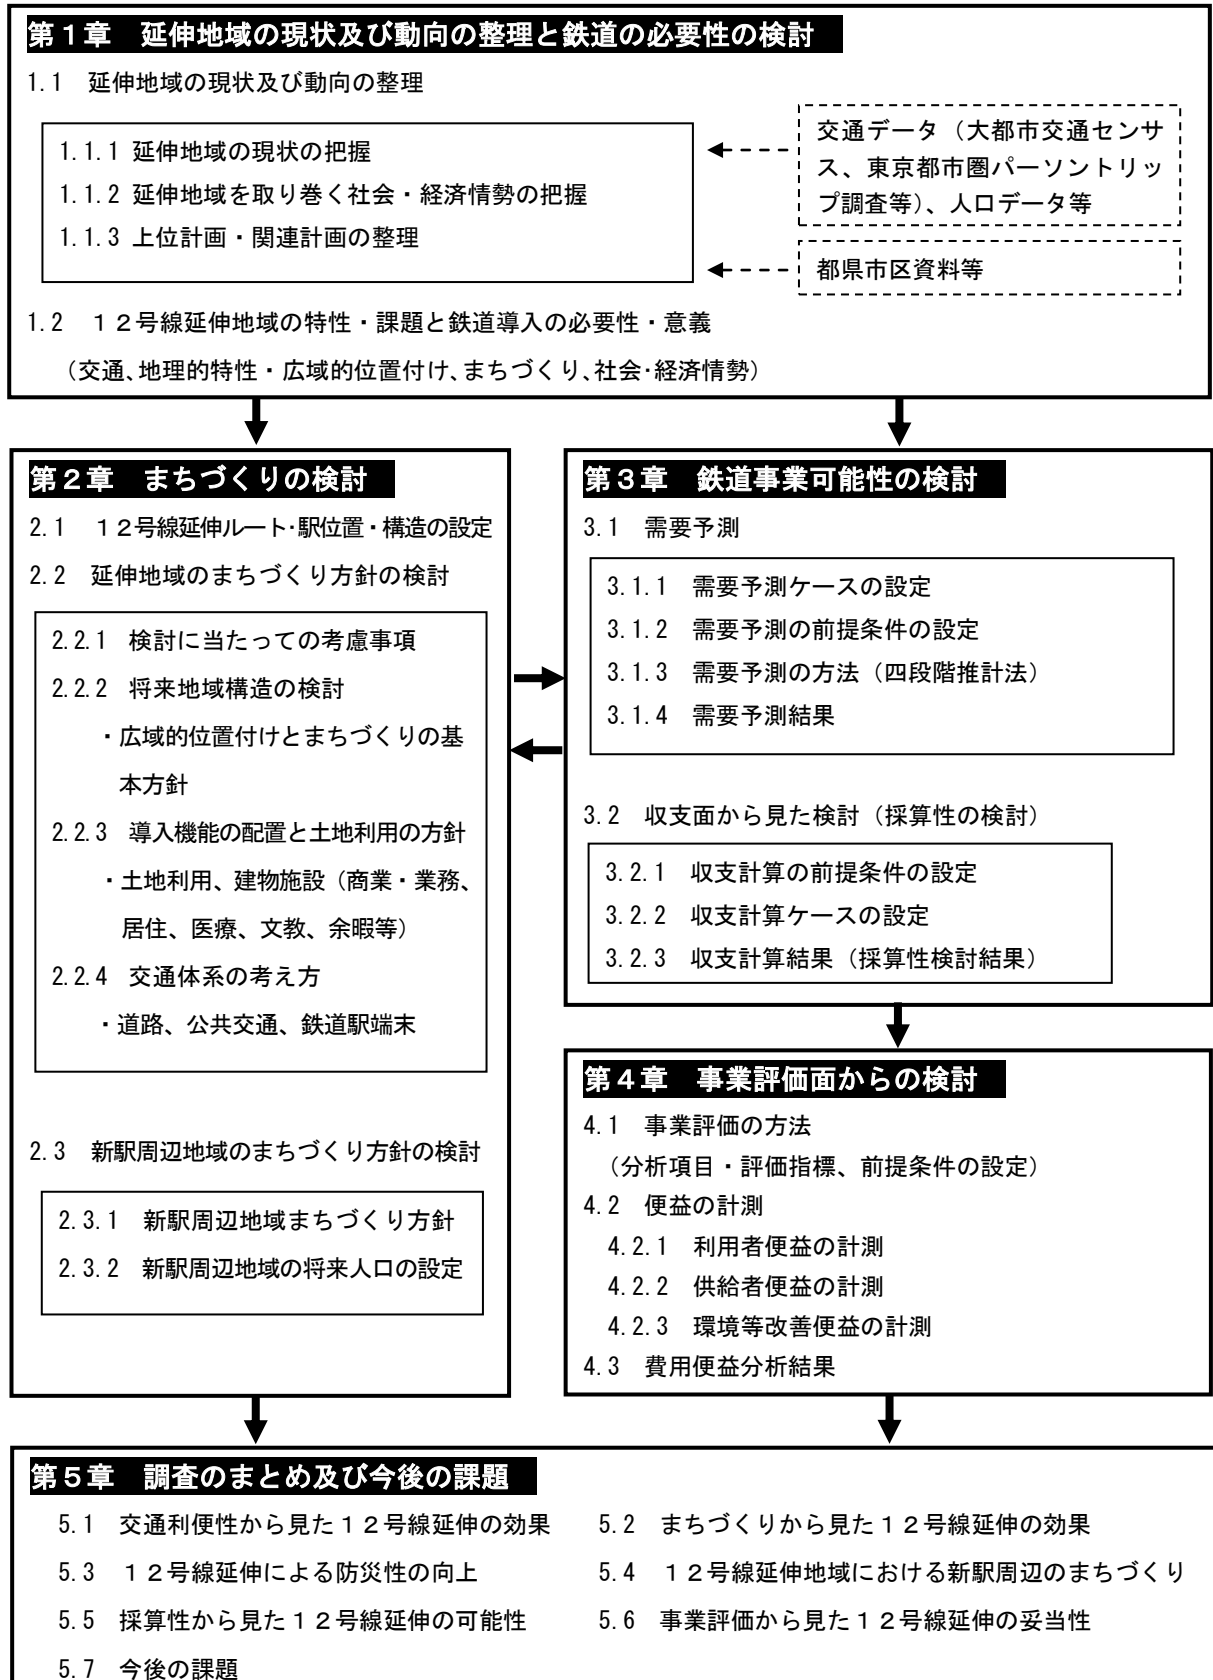 第１章　延伸地域の現状及び動向の整理と鉄道の必要性の検討
1.1　延伸地域の現状及び動向の整理
1.1.1 延伸地域の現状の把握
1.1.2 延伸地域を取り巻く社会・経済情勢の把握
1.1.3 上位計画・関連計画の整理
交通データ（大都市交通センサ
ス、東京都市圏パーソントリッ
プ調査等）、人口データ等
都県市区資料等
1.2　１２号線延伸地域の特性・課題と鉄道導入の必要性・意義
（交通、地理的特性・広域的位置付け、まちづくり、社会･経済情勢）
第２章　まちづくりの検討
2.1　１２号線延伸ルート･駅位置・構造の設定
2.2　延伸地域のまちづくり方針の検討
2.2.1　検討に当たっての考慮事項
2.2.2　将来地域構造の検討
・広域的位置付けとまちづくりの基
本方針
2.2.3　導入機能の配置と土地利用の方針
・土地利用、建物施設（商業・業務、
居住、医療、文教、余暇等）
2.2.4　交通体系の考え方
・道路、公共交通、鉄道駅端末
2.3　新駅周辺地域のまちづくり方針の検討
2.3.1　新駅周辺地域まちづくり方針
2.3.2　新駅周辺地域の将来人口の設定
第３章　鉄道事業可能性の検討
3.1　需要予測
3.1.1　需要予測ケースの設定
3.1.2　需要予測の前提条件の設定
3.1.3　需要予測の方法（四段階推計法）
3.1.4　需要予測結果
3.2　収支面から見た検討（採算性の検討）
3.2.1　収支計算の前提条件の設定
3.2.2　収支計算ケースの設定
3.2.3　収支計算結果（採算性検討結果）
第４章　事業評価面からの検討
4.1　事業評価の方法
（分析項目・評価指標、前提条件の設定）
4.2　便益の計測
4.2.1　利用者便益の計測
4.2.2　供給者便益の計測
4.2.3　環境等改善便益の計測
4.3　費用便益分析結果
第５章　調査のまとめ及び今後の課題
5.1　交通利便性から見た１２号線延伸の効果
5.2　まちづくりから見た１２号線延伸の効果
5.3　１２号線延伸による防災性の向上
5.4　１２号線延伸地域における新駅周辺のまちづくり
5.5　採算性から見た１２号線延伸の可能性
5.6　事業評価から見た１２号線延伸の妥当性
5.7　今後の課題